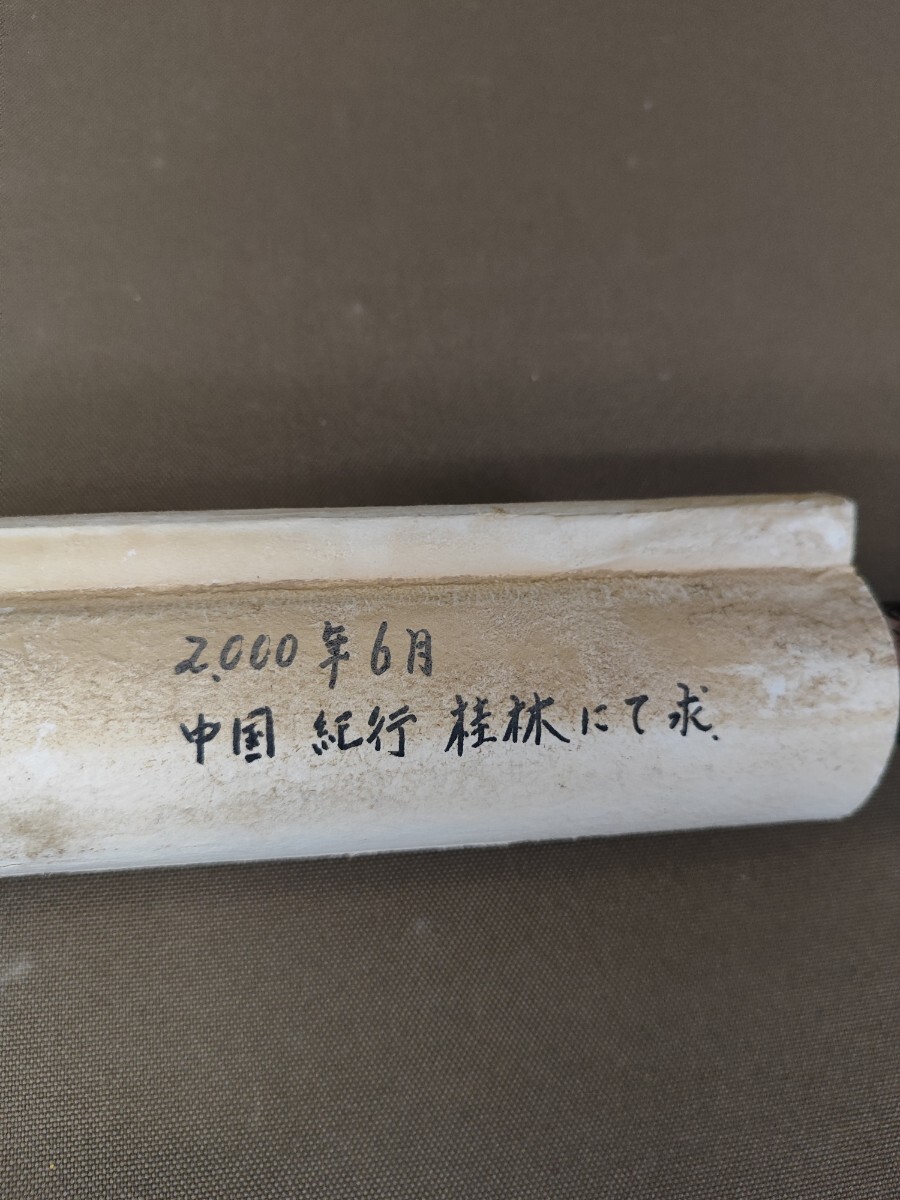 2,000年6月
中国 紀行 桂林にて求.